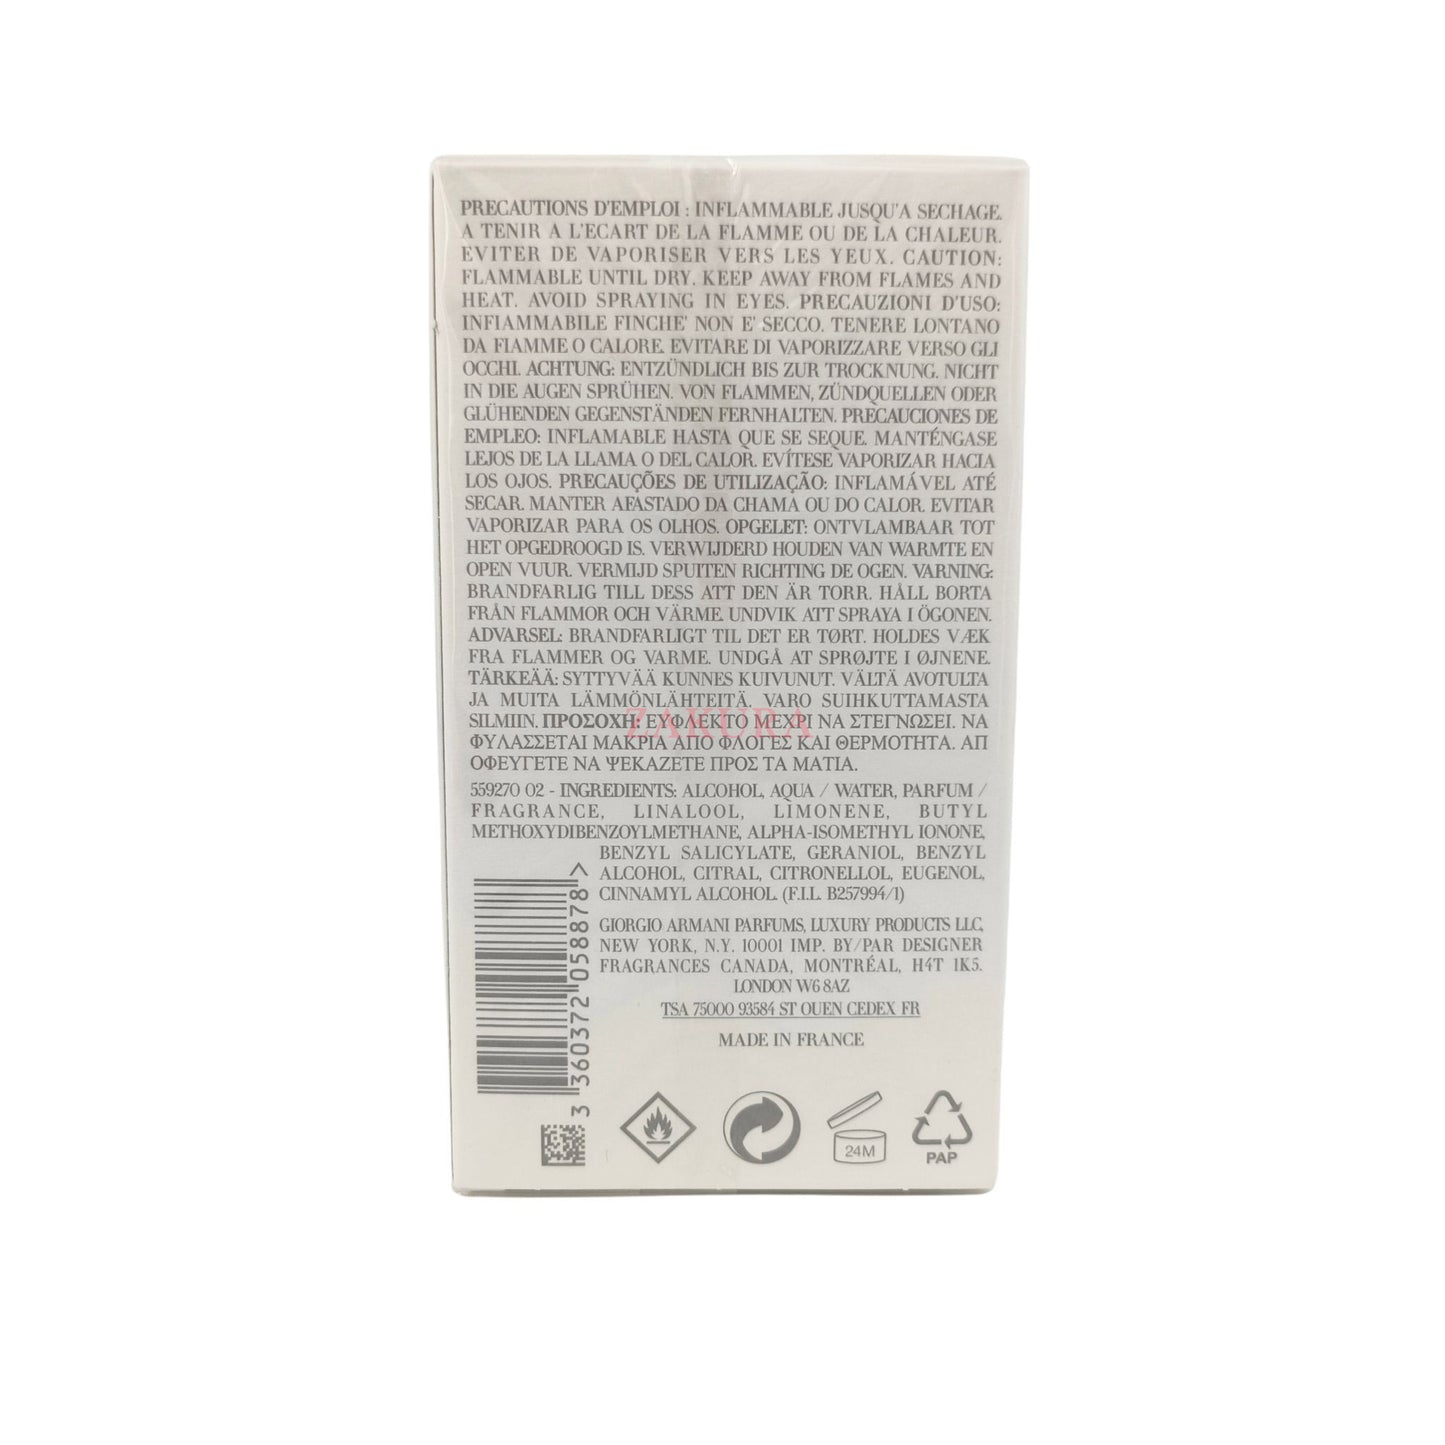 PRECAUTIONS D'EMPLOI : INFLAMMABLE JUSQU'A SECHAGE.
A TENIR A L'ECART DE LA FLAMME OU DE LA CHALEUR.
EVITER DE VAPORISER VERS LES YEUX. CAUTION:
FLAMMABLE UNTIL DRY. KEEP AWAY FROM FLAMES AND
HEAT. AVOID SPRAYING IN EYES. PRECAUZIONI D'USO:
INFIAMMABILE FINCHE' NON E' SECCO. TENERE LONTANO
DA FIAMME O CALORE. EVITARE DI VAPORIZZARE VERSO GLI
OCCHI. ACHTUNG: ENTZÜNDLICH BIS ZUR TROCKNUNG. NICHT
IN DIE AUGEN SPRÜHEN. VON FLAMMEN, ZÜNDQUELLEN ODER
GLÜHENDEN GEGENSTÄNDEN FERNHALTEN. PRECAUCIONES DE
EMPLEO: INFLAMABLE HASTA QUE SE SEQUE. MANTÉNGASE
LEJOS DE LA LLAMA O DEL CALOR. EVÍTESE VAPORIZAR HACIA
LOS OJOS. PRECAUÇÕES DE UTILIZAÇÃO: INFLAMÁVEL ATÉ
SECAR. MANTER AFASTADO DA CHAMA OU DO CALOR. EVITAR
VAPORIZAR PARA OS OLHOS. OPGELET: ONTVLAMBAAR TOT
HET OPGEDROOGD IS. VERWIJDERD HOUDEN VAN WARMTE EN
OPEN VUUR. VERMIJD SPUITEN RICHTING DE OGEN. VARNING:
BRANDFARLIG TILL DESS ATT DEN ÄR TORR. HÅLL BORTA
FRÅN FLAMMOR OCH VÄRME. UNDVIK ATT SPRAYA I ÖGONEN.
ADVARSEL: BRANDFARLIGT TIL DET ER TØRT. HOLDES VÆK
FRA FLAMMER OG VARME. UNDGÅ AT SPRØJTE I ØJNENE.
TÄRKEÄÄ: SYTTYVÄÄ KUNNES KUIVUNUT. VÄLTÄ AVOTULTA
JA MUITA LÄMMÖNLÄHTEITÄ. VARO SUIHKUTTAMASTA
SILMIIN. ΠΡΟΣΟΧΗ: ΕΥΦΛΕΚΤΟ ΜΕΧΡΙ ΝΑ ΣΤΕΓΝΩΣΕΙ. ΝΑ
ZAKURA
ΦΥΛΑΣΣΕΤΑΙ ΜΑΚΡΙΑ ΑΠΟ ΦΛΟΓΕΣ ΚΑΙ ΘΕΡΜΟΤΗΤΑ. ΑΠ
ΟΦΕΥΓΕΤΕ ΝΑ ΨΕΚΑΖΕΤΕ ΠΡΟΣ ΤΑ ΜΑΤΙΑ.
559270 02 - INGREDIENTS: ALCOHOL, AQUA / WATER, PARFUM /
FRAGRANCE, LINALOOL, LIMONENE, BUTYL
METHOXYDIBENZOYLMETHANE, ALPHA-ISOMETHYL IONONE,
BENZYL SALICYLATE, GERANIOL, BENZYL
ALCOHOL, CITRAL, CITRONELLOL, EUGENOL,
CINNAMYL ALCOHOL. (F.I.L. B257994/1)
GIORGIO ARMANI PARFUMS, LUXURY PRODUCTS LLC,
NEW YORK, N.Y. 10001 IMP. BY/PAR DESIGNER
FRAGRANCES CANADA, MONTRÉAL, H4T 1K5.
LONDON W6 8AZ
TSA 75000 93584 ST OUEN CEDEX FR
MADE IN FRANCE
3 360372 058878 >
24M
PAP